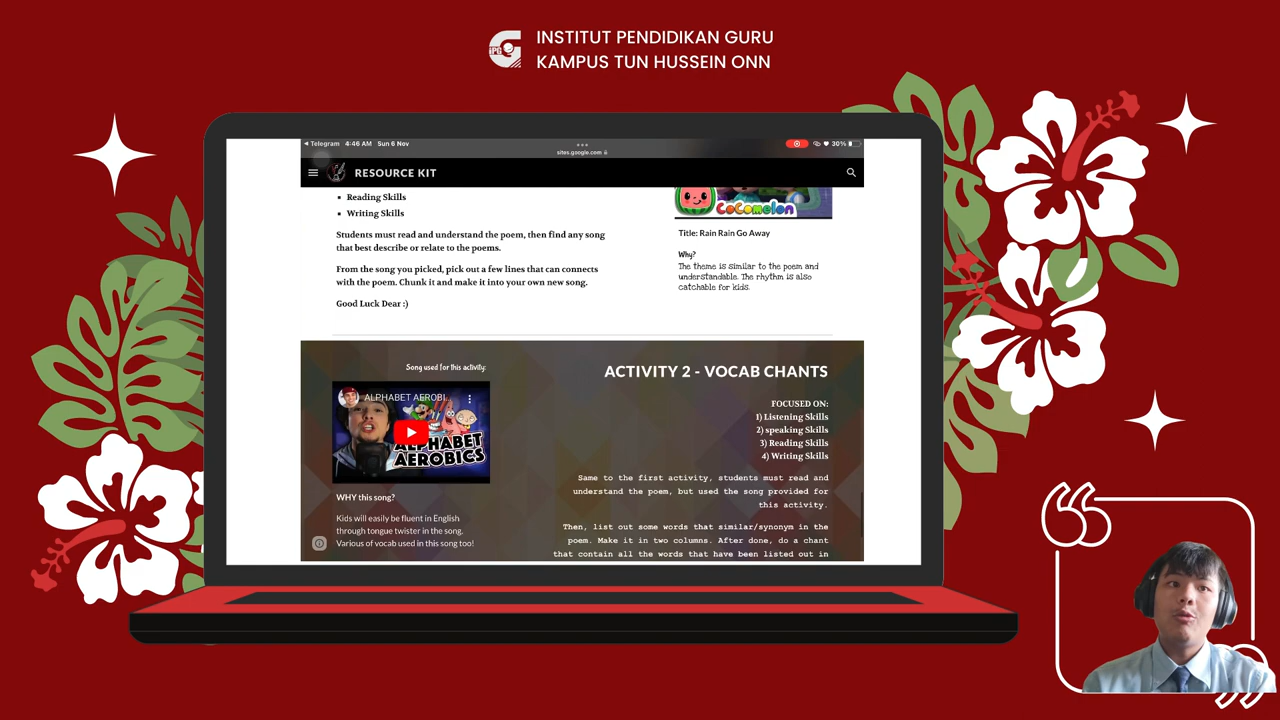 INSTITUT PENDIDIKAN GURU
KAMPUS TUN HUSSEIN ONN
Telegram 4:46 AM Sun 6 Nov
sites.google.com
30%
RESOURCE KIT
Reading Skills
Writing Skills
Students must read and understand the poem, then find any song
that best describe or relate to the poems.
From the song you picked, pick out a few lines that can connects
with the poem. Chunk it and make it into your own new song.
Good Luck Dear :)
CoComelon
Title: Rain Rain Go Away
Why?
The theme is similar to the poem and
understandable. The rhythm is also
catchable for kids.
Song used for this activity:
ALPHABET AEROBI...
ALPHABET
AEROBICS
WHY this song?
Kids will easily be fluent in English
through tongue twister in the song.
Various of vocab used in this song too!
ACTIVITY 2 - VOCAB CHANTS
FOCUSED ON:
1) Listening Skills
2) speaking Skills
3) Reading Skills
4) Writing Skills
Same to the first activity, students must read and
understand the poem, but used the song provided for
this activity.
Then, list out some words that similar/synonym in the
poem. Make it in two columns. After done, do a chant
that contain all the words that have been listed out in